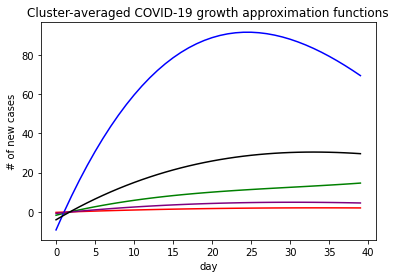 Cluster-averaged COVID-19 growth approximation functions
# of new cases
80
60
40
20
0
0 5 10 15 20 25 30 35 40
day